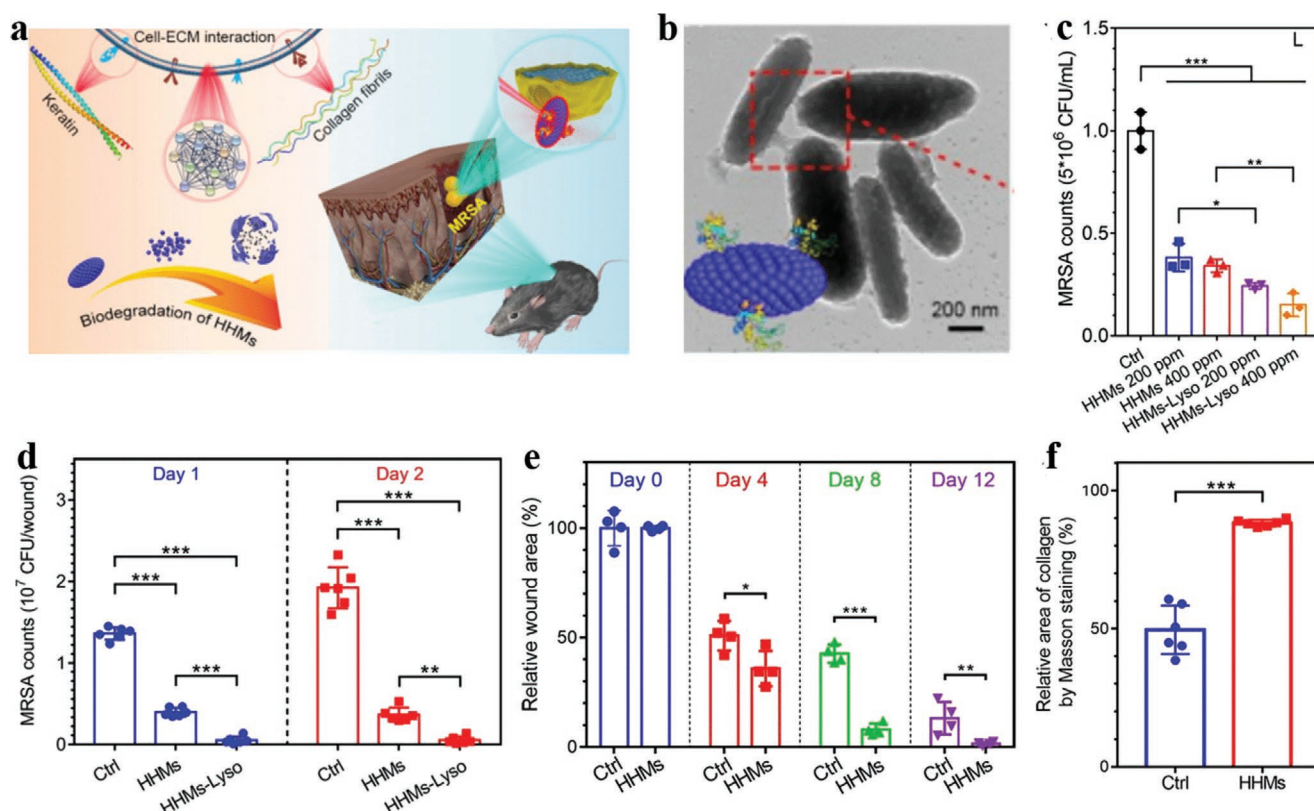 a
Cell-ECM interaction
Keratin
Collagen fibrils
MRSA
Biodegradation of HHMs
b
200 nm
c
L
MRSA counts (5*10⁶ CFU/mL)
1.5
1.0
0.5
0.0
***
**
*
Ctrl
HHMs 200 ppm
HHMs 400 ppm
HHMs-Lyso 200 ppm
HHMs-Lyso 400 ppm
d
Day 1
Day 2
MRSA counts (10⁷ CFU/wound)
3
2
1
0
***
***
***
***
***
**
Ctrl
HHMs
HHMs-Lyso
Ctrl
HHMs
HHMs-Lyso
e
Day 0
Day 4
Day 8
Day 12
Relative wound area (%)
100
50
0
*
***
**
Ctrl
HHMs
Ctrl
HHMs
Ctrl
HHMs
Ctrl
HHMs
f
Relative area of collagen
by Masson staining (%)
100
50
0
***
Ctrl
HHMs